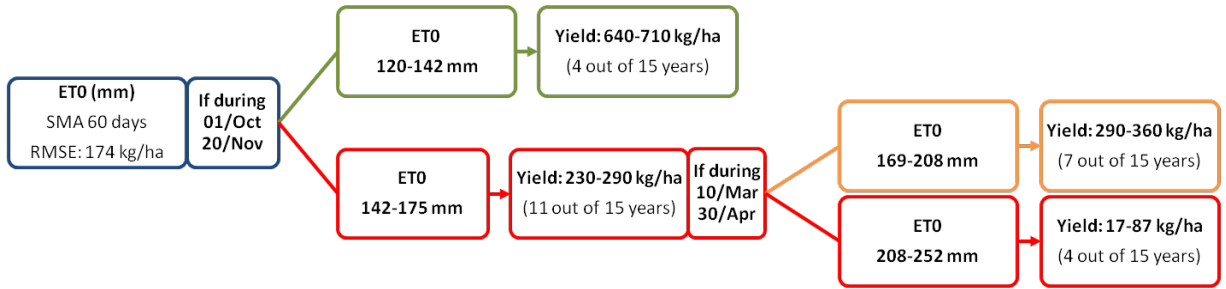 ET0 (mm)
SMA 60 days
RMSE: 174 kg/ha
If during
01/Oct
20/Nov
ET0
120-142 mm
Yield: 640-710 kg/ha
(4 out of 15 years)
ET0
142-175 mm
Yield: 230-290 kg/ha
(11 out of 15 years)
If during
10/Mar
30/Apr
ET0
169-208 mm
Yield: 290-360 kg/ha
(7 out of 15 years)
ET0
208-252 mm
Yield: 17-87 kg/ha
(4 out of 15 years)